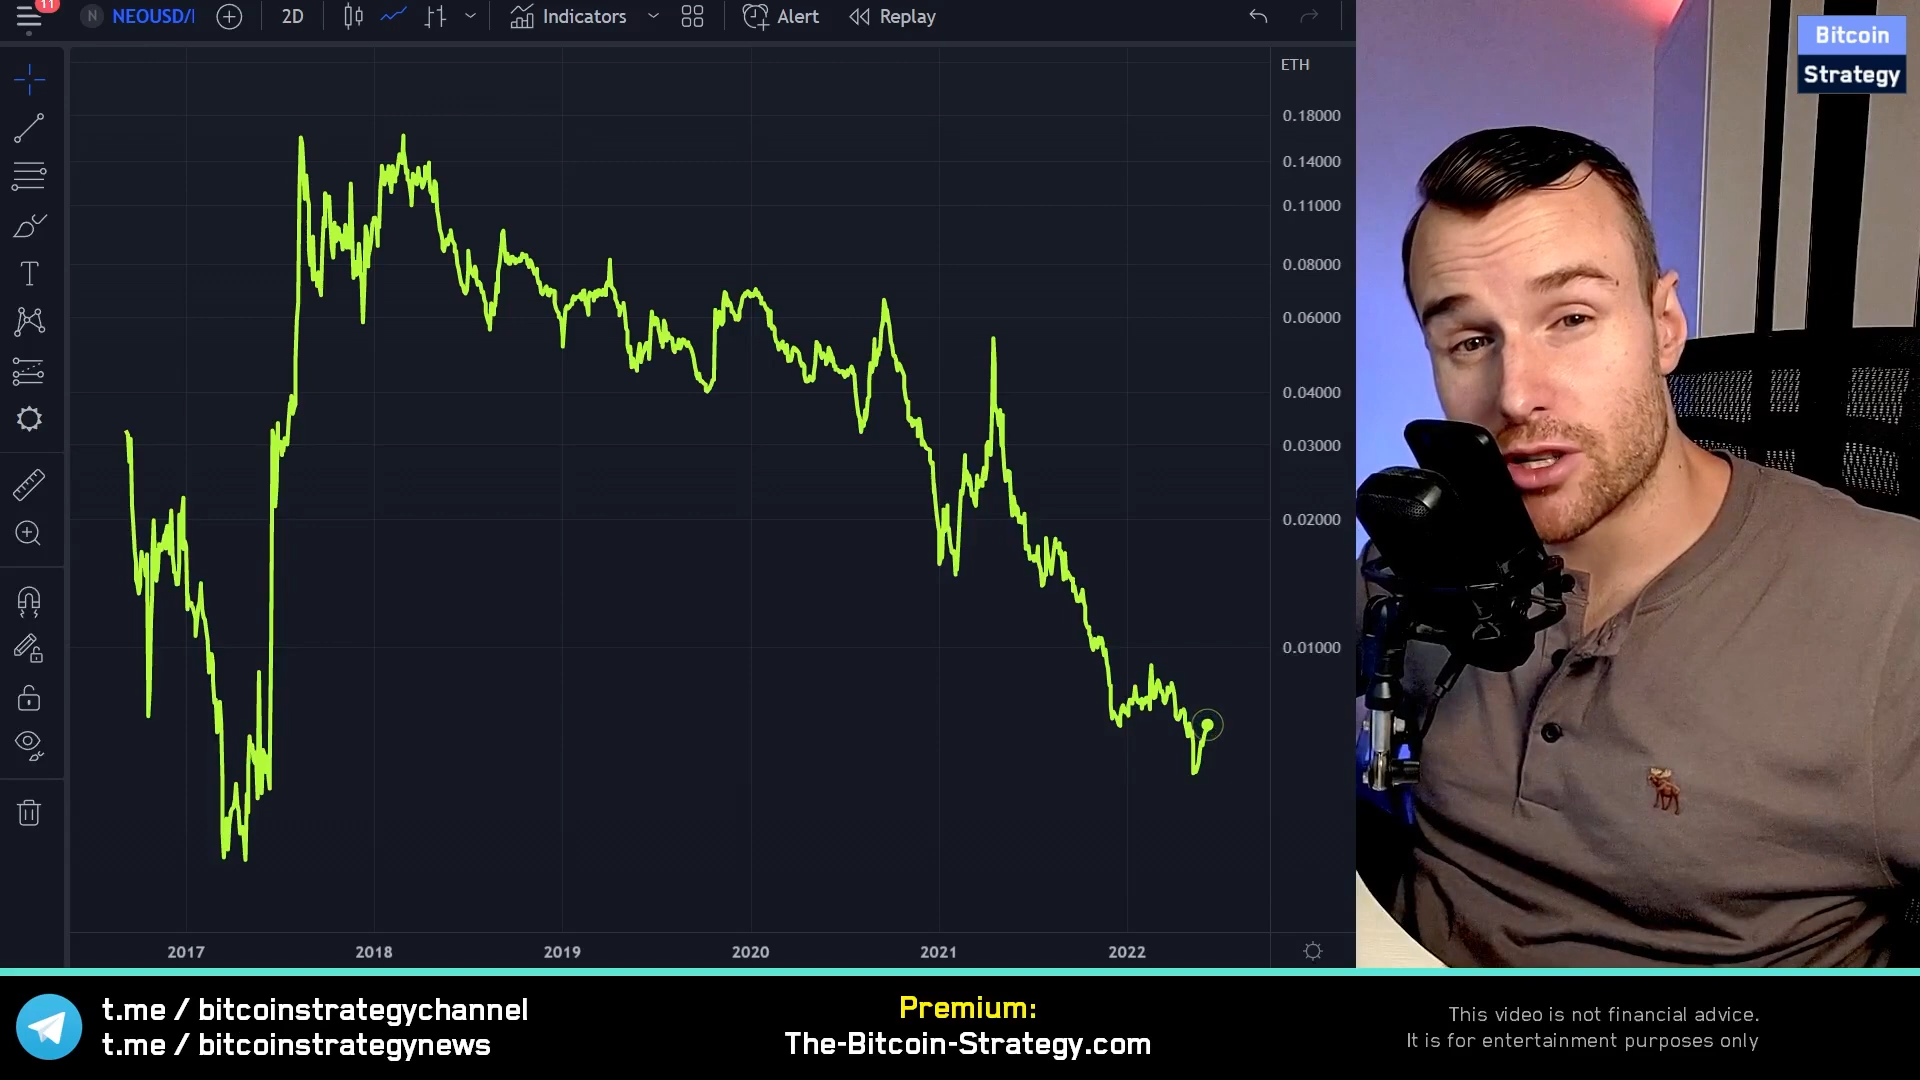 11
N NEOUSD/
2D
Indicators
Alert
Replay
Bitcoin
Strategy
ETH
0.18000
0.14000
0.11000
0.08000
0.06000
0.04000
0.03000
0.02000
0.01000
T
2017 2018 2019 2020 2021 2022
t.me / bitcoinstrategychannel
t.me / bitcoinstrategynews
Premium:
The-Bitcoin-Strategy.com
This video is not financial advice.
It is for entertainment purposes only